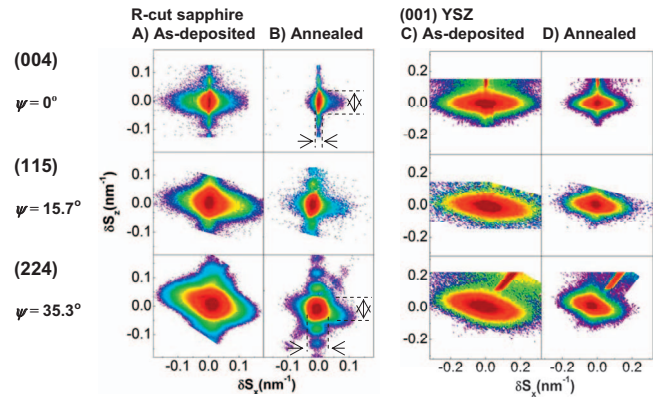 R-cut sapphire
(001) YSZ
A) As-deposited B) Annealed
C) As-deposited D) Annealed
(004)
ψ = 0°
0.1
0.0
-0.1
0.2
0.0
-0.2
(115)
ψ = 15.7°
δS_z(nm⁻¹)
0.1
0.0
-0.1
0.2
0.0
-0.2
(224)
ψ = 35.3°
0.1
0.0
-0.1
0.2
0.0
-0.2
-0.1 0.0 0.1 -0.1 0.0 0.1
-0.2 0.0 0.2 -0.2 0.0 0.2
δS_x(nm⁻¹)
δS_x(nm⁻¹)